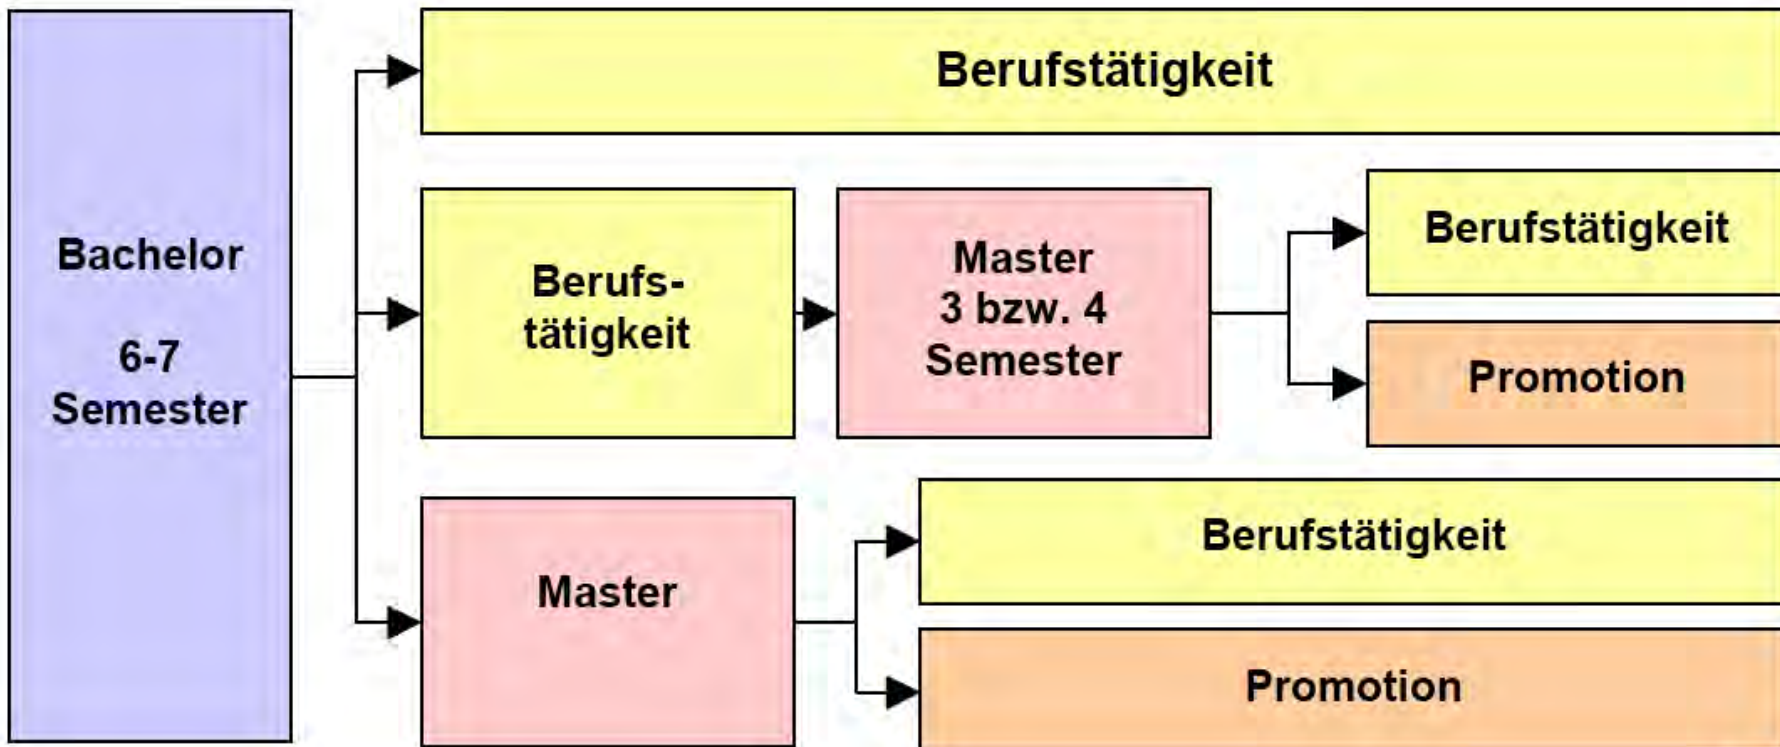 Bachelor
6-7
Semester
Berufstätigkeit
Berufs-
tätigkeit
Master
3 bzw. 4
Semester
Berufstätigkeit
Promotion
Master
Berufstätigkeit
Promotion